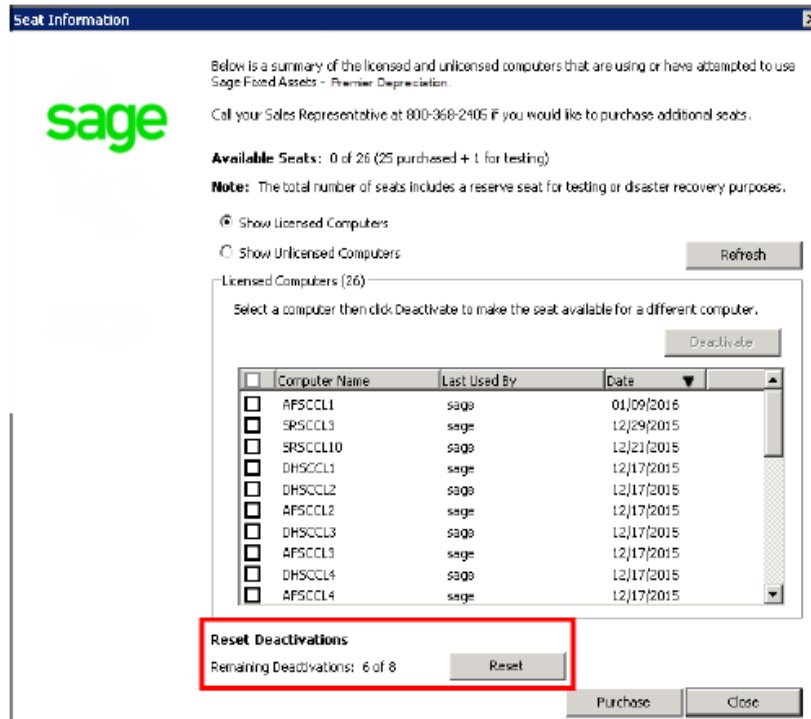 Seat Information
Below is a summary of the licensed and unlicensed computers that are using or have attempted to use
Sage Fixed Assets - Premier Depreciation.
sage
Call your Sales Representative at 800-368-2405 if you would like to purchase additional seats.
Available Seats: 0 of 26 (25 purchased + 1 for testing)
Note: The total number of seats includes a reserve seat for testing or disaster recovery purposes.
Show Licensed Computers
Show Unlicensed Computers
Refresh
Licensed Computers (26)
Select a computer then click Deactivate to make the seat available for a different computer.
Deactivate
Computer Name Last Used By Date
AFSCCL1 sage 01/09/2016
SRSCCL3 sage 12/29/2015
SRSCCL10 sage 12/21/2015
DHSCCL1 sage 12/17/2015
DHSCCL2 sage 12/17/2015
AFSCCL2 sage 12/17/2015
DHSCCL3 sage 12/17/2015
AFSCCL3 sage 12/17/2015
DHSCCL4 sage 12/17/2015
AFSCCL4 sage 12/17/2015
Reset Deactivations
Remaining Deactivations: 6 of 8 Reset
Purchase Close